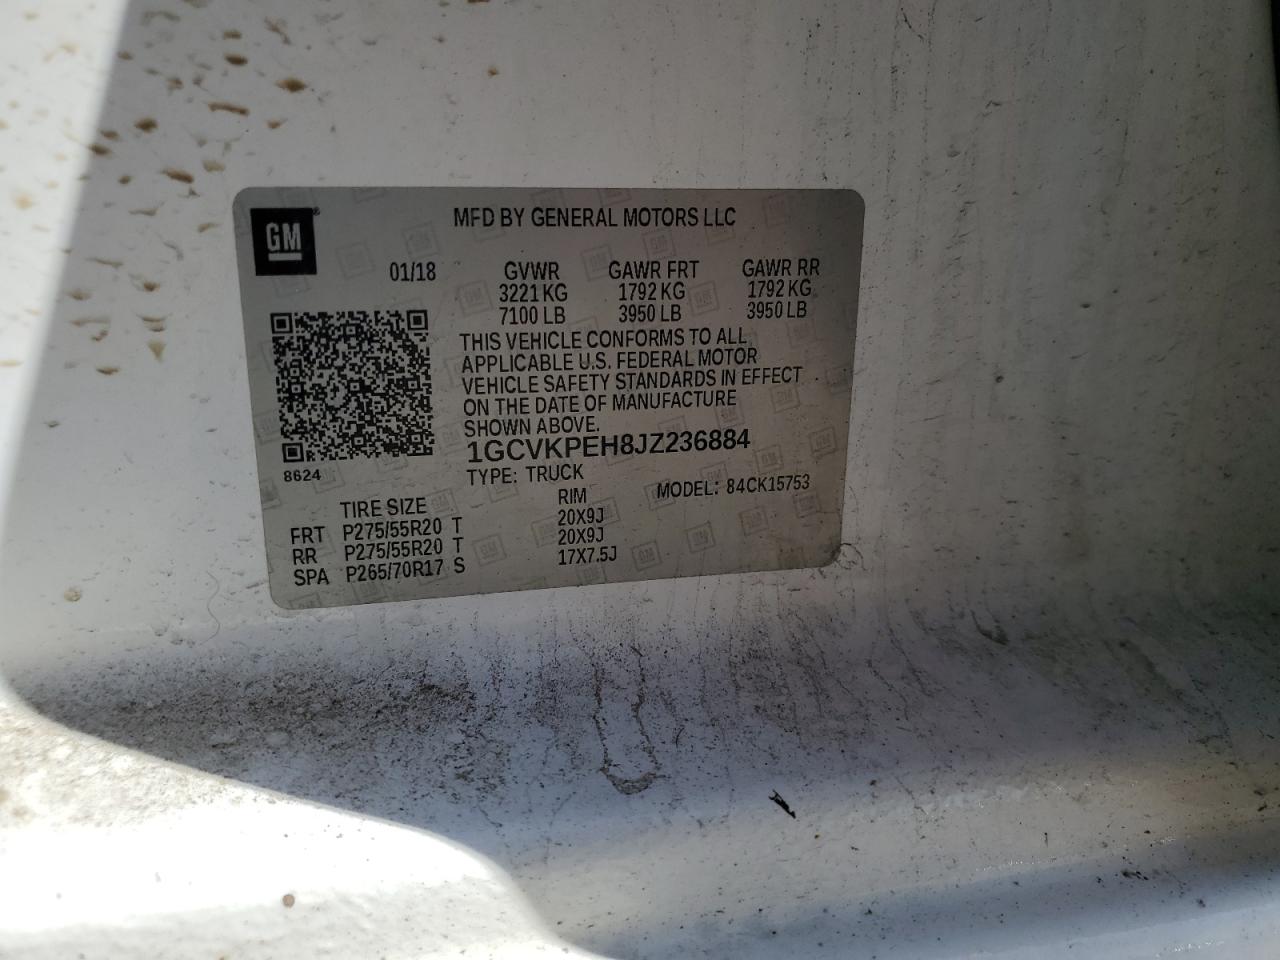 GM
MFD BY GENERAL MOTORS LLC
01/18 GVWR GAWR FRT GAWR RR
3221 KG 1792 KG 1792 KG
7100 LB 3950 LB 3950 LB
THIS VEHICLE CONFORMS TO ALL
APPLICABLE U.S. FEDERAL MOTOR
VEHICLE SAFETY STANDARDS IN EFFECT
ON THE DATE OF MANUFACTURE
SHOWN ABOVE.
1GCVKPEH8JZ236884
8624
TYPE: TRUCK MODEL: 84CK15753
TIRE SIZE RIM
FRT P275/55R20 T 20X9J
RR P275/55R20 T 20X9J
SPA P265/70R17 S 17X7.5J